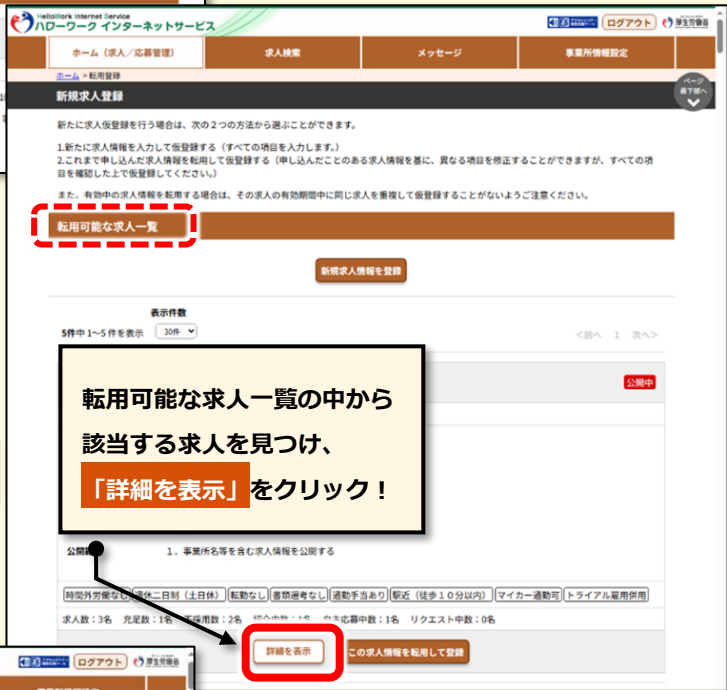 HelloWork Internet Service
ハローワーク インターネットサービス
ログアウト
厚生労働省
ホーム（求人／応募管理）
求人検索
メッセージ
事業所情報設定
ホーム > 転用登録
ページ
最下部へ
新規求人登録
新たに求人仮登録を行う場合は、次の２つの方法から選ぶことができます。
1.新たに求人情報を入力して仮登録する（すべての項目を入力します。）
2.これまで申し込んだ求人情報を転用して仮登録する（申し込んだことのある求人情報を基に、異なる項目を修正することができますが、すべての項
目を確認した上で仮登録してください。）
また、有効中の求人情報を転用する場合は、その求人の有効期間中に同じ求人を重複して仮登録することがないようご注意ください。
転用可能な求人一覧
新規求人情報を登録
表示件数
5件中 1～5 件を表示
30件
<前へ 1 次へ>
公開中
転用可能な求人一覧の中から
該当する求人を見つけ、
「詳細を表示」をクリック！
公開
１．事業所名等を含む求人情報を公開する
時間外労働なし
週休二日制（土日休）
転勤なし
書類選考なし
通勤手当あり
駅近（徒歩１０分以内）
マイカー通勤可
トライアル雇用併用
求人数：3名 充足数：1名 不採用数：2名 紹介中数：1名 自主応募中数：1名 リクエスト中数：0名
詳細を表示
この求人情報を転用して登録
ログアウト
厚生労働省